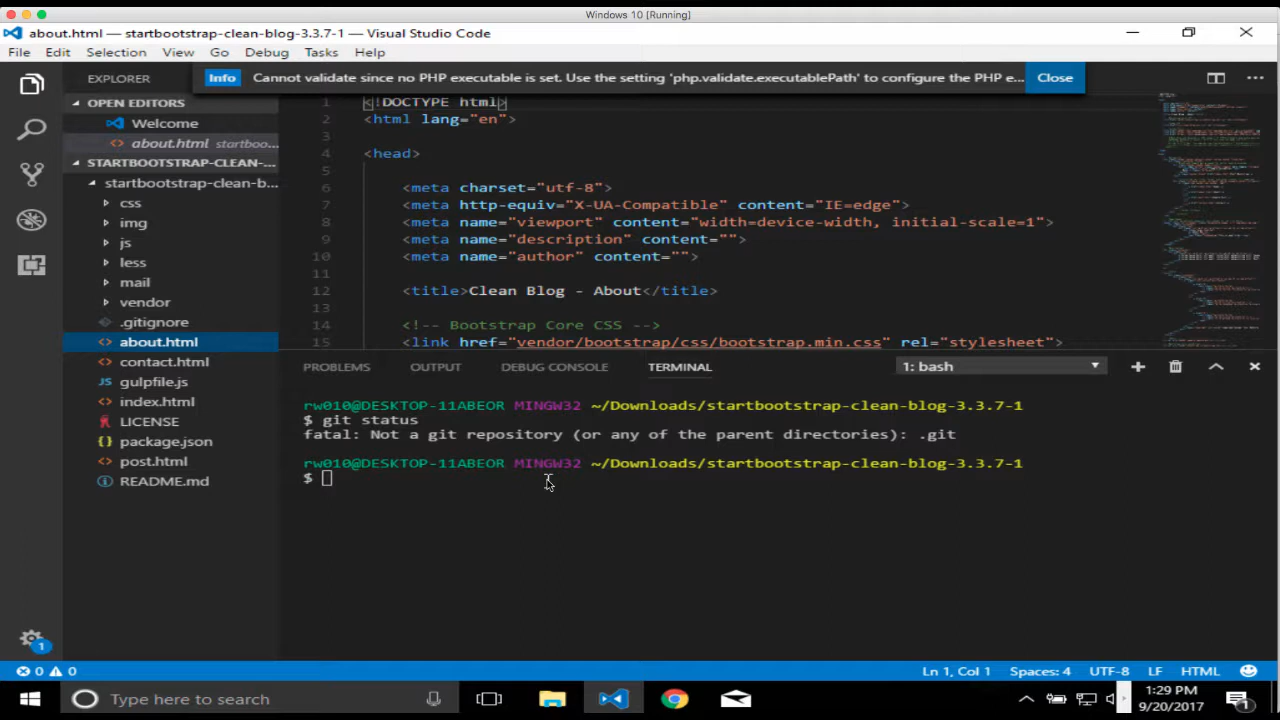 Windows 10 [Running]
about.html — startbootstrap-clean-blog-3.3.7-1 — Visual Studio Code
File Edit Selection View Go Debug Tasks Help
EXPLORER
Info Cannot validate since no PHP executable is set. Use the setting 'php.validate.executablePath' to configure the PHP e... Close
OPEN EDITORS
Welcome
about.html startboo...
STARTBOOTSTRAP-CLEAN-...
startbootstrap-clean-b...
css
img
js
less
mail
vendor
.gitignore
about.html
contact.html
gulpfile.js
index.html
LICENSE
package.json
post.html
README.md
1 <!DOCTYPE html>
2 <html lang="en">
3
4 <head>
5
6 <meta charset="utf-8">
7 <meta http-equiv="X-UA-Compatible" content="IE=edge">
8 <meta name="viewport" content="width=device-width, initial-scale=1">
9 <meta name="description" content="">
10 <meta name="author" content="">
11
12 <title>Clean Blog - About</title>
13
14 <!-- Bootstrap Core CSS -->
15 <link href="vendor/bootstrap/css/bootstrap.min.css" rel="stylesheet">
PROBLEMS OUTPUT DEBUG CONSOLE TERMINAL 1: bash
rw010@DESKTOP-11ABEOR MINGW32 ~/Downloads/startbootstrap-clean-blog-3.3.7-1
$ git status
fatal: Not a git repository (or any of the parent directories): .git
rw010@DESKTOP-11ABEOR MINGW32 ~/Downloads/startbootstrap-clean-blog-3.3.7-1
$
1
0 0 Ln 1, Col 1 Spaces: 4 UTF-8 LF HTML
Type here to search
1:29 PM
9/20/2017
1